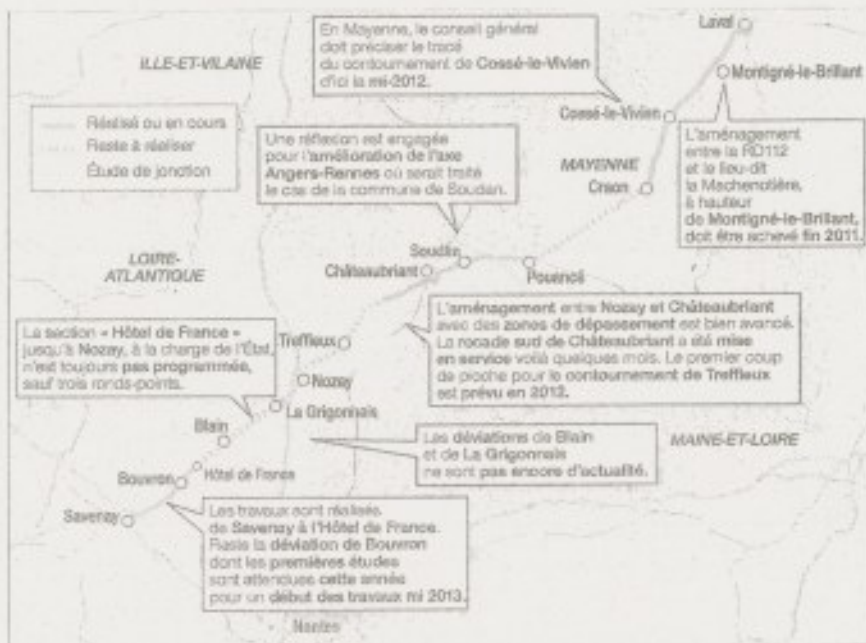 En Mayenne, le conseil général
doit préciser le tracé
du contournement de Cossé-le-Vivien
d'ici la mi-2012.
Laval
ILLE-ET-VILAINE
Montigné-le-Brillant
Réalisé ou en cours
Reste à réaliser
Étude de jonction
Cossé-le-Vivien
Une réflexion est engagée
pour l'amélioration de l'axe
Angers-Rennes où serait traité
le cas de la commune de Soudan.
L'aménagement
entre la RD112
et le lieu-dit
la Machenotière,
à hauteur
de Montigné-le-Brillant,
doit être achevé fin 2011.
MAYENNE
Craon
Soudan
LOIRE-
ATLANTIQUE
Châteaubriant
Pouancé
L'aménagement entre Nozay et Châteaubriant
avec des zones de dépassement est bien avancé.
La rocade sud de Châteaubriant a été mise
en service voilà quelques mois. Le premier coup
de pioche pour le contournement de Treffieux
est prévu en 2012.
La section « Hôtel de France »
jusqu'à Nozay, à la charge de l'État,
n'est toujours pas programmée,
sauf trois ronds-points.
Treffieux
Nozay
La Grigonnais
Blain
Les déviations de Blain
et de La Grigonnais
ne sont pas encore d'actualité.
MAINE-ET-LOIRE
Hôtel de France
Bouvron
Savenay
Les travaux sont réalisés
de Savenay à l'Hôtel de France.
Reste la déviation de Bouvron
dont les premières études
sont attendues cette année
pour un début des travaux mi 2013.
Nantes